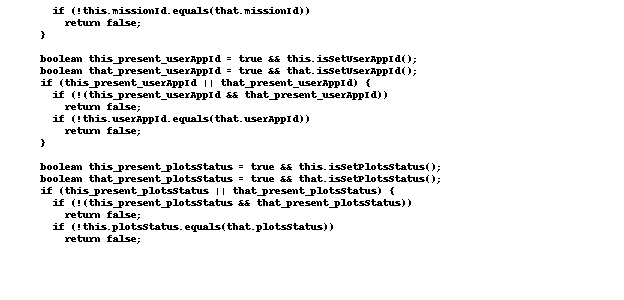 if (!this.missionId.equals(that.missionId))
return false;
}
boolean this_present_userAppId = true && this.isSetUserAppId();
boolean that_present_userAppId = true && that.isSetUserAppId();
if (this_present_userAppId || that_present_userAppId) {
if (!(this_present_userAppId && that_present_userAppId))
return false;
if (!this.userAppId.equals(that.userAppId))
return false;
}
boolean this_present_plotsStatus = true && this.isSetPlotsStatus();
boolean that_present_plotsStatus = true && that.isSetPlotsStatus();
if (this_present_plotsStatus || that_present_plotsStatus) {
if (!(this_present_plotsStatus && that_present_plotsStatus))
return false;
if (!this.plotsStatus.equals(that.plotsStatus))
return false;